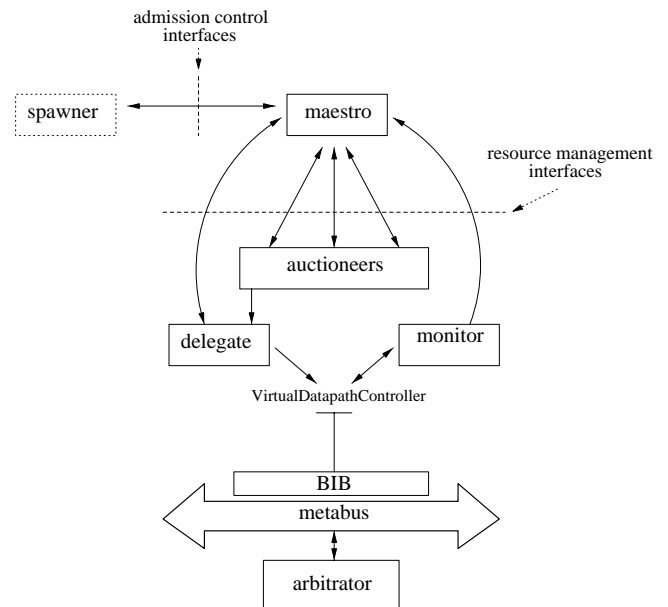 admission control
interfaces
spawner
maestro
resource management
interfaces
auctioneers
delegate
monitor
VirtualDatapathController
BIB
metabus
arbitrator